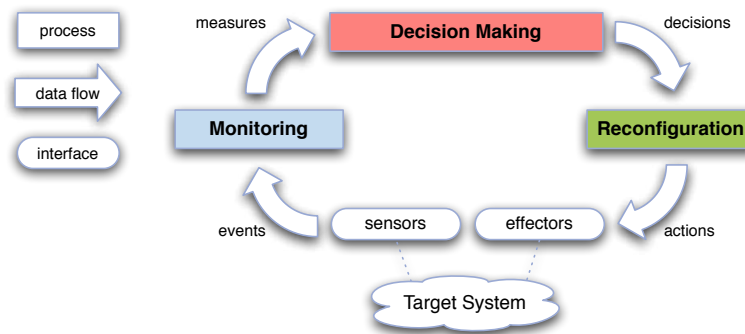 process
data flow
interface
measures
Decision Making
decisions
Monitoring
Reconfiguration
events
sensors
effectors
actions
Target System